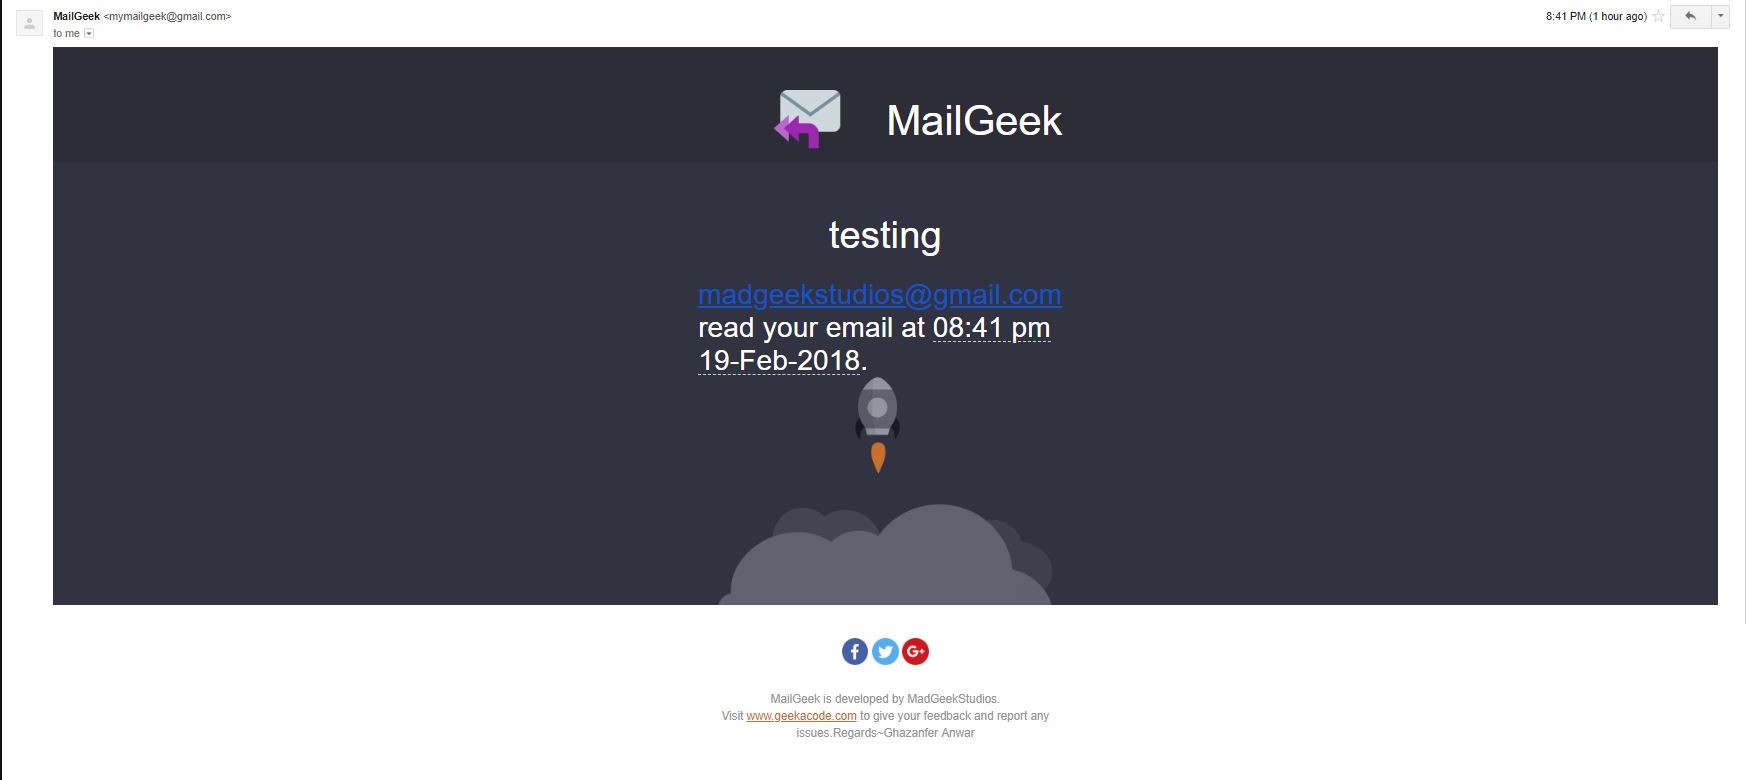 MailGeek <mymailgeek@gmail.com>
8:41 PM (1 hour ago)
to me
MailGeek
testing
madgeekstudios@gmail.com
read your email at 08:41 pm
19-Feb-2018.
f
G+
MailGeek is developed by MadGeekStudios.
Visit www.geekacode.com to give your feedback and report any
issues.Regards~Ghazanfer Anwar